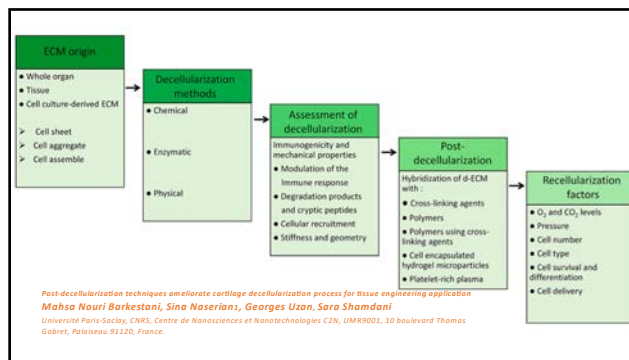 ECM origin
● Whole organ
● Tissue
● Cell culture-derived ECM
➢ Cell sheet
➢ Cell aggregate
➢ Cell assemble
Decellularization
methods
● Chemical
● Enzymatic
● Physical
Assessment of
decellularization
Immunogenicity and
mechanical properties
● Modulation of the
Immune response
● Degradation products
and cryptic peptides
● Cellular recruitment
● Stiffness and geometry
Post-
decellularization
Hybridization of d-ECM
with :
● Cross-linking agents
● Polymers
● Polymers using cross-
linking agents
● Cell encapsulated
hydrogel microparticles
● Platelet-rich plasma
Recellularization
factors
● O₂ and CO₂ levels
● Pressure
● Cell number
● Cell type
● Cell survival and
differentiation
● Cell delivery
Post-decellularization techniques ameliorate cartilage decellularization process for tissue engineering application
Mahsa Nouri Barkestani, Sina Naserian1, Georges Uzan, Sara Shamdani
Université Paris-Saclay, CNRS, Centre de Nanosciences et Nanotechnologies C2N, UMR9001, 10 boulevard Thomas
Gobret, Palaiseau 91120, France.